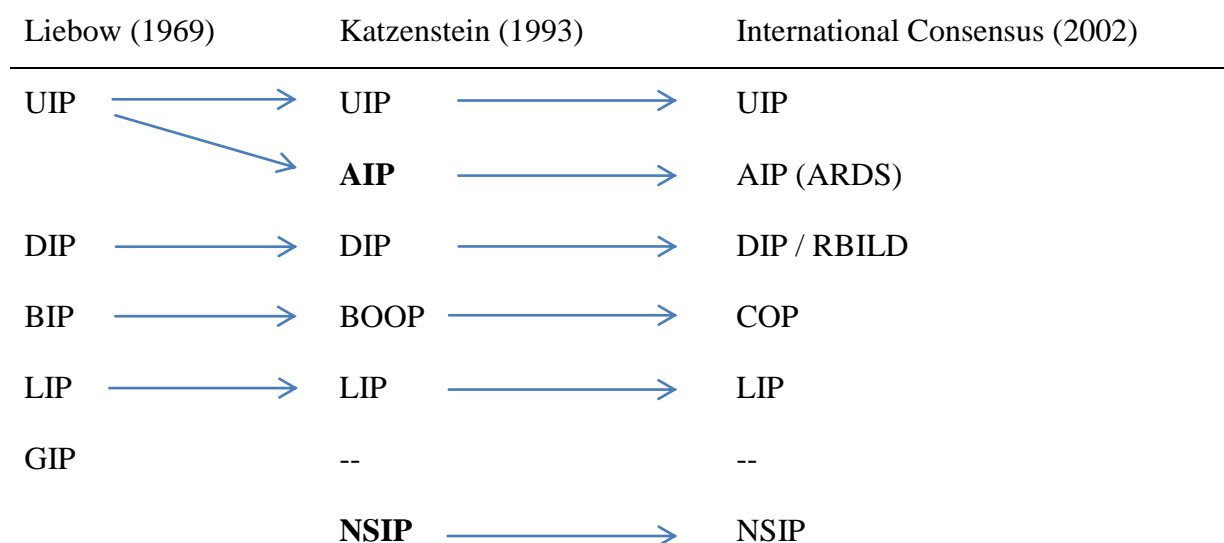 Liebow (1969) Katzenstein (1993) International Consensus (2002)
UIP UIP UIP
AIP AIP (ARDS)
DIP DIP DIP / RBILD
BIP BOOP COP
LIP LIP LIP
GIP -- --
NSIP NSIP